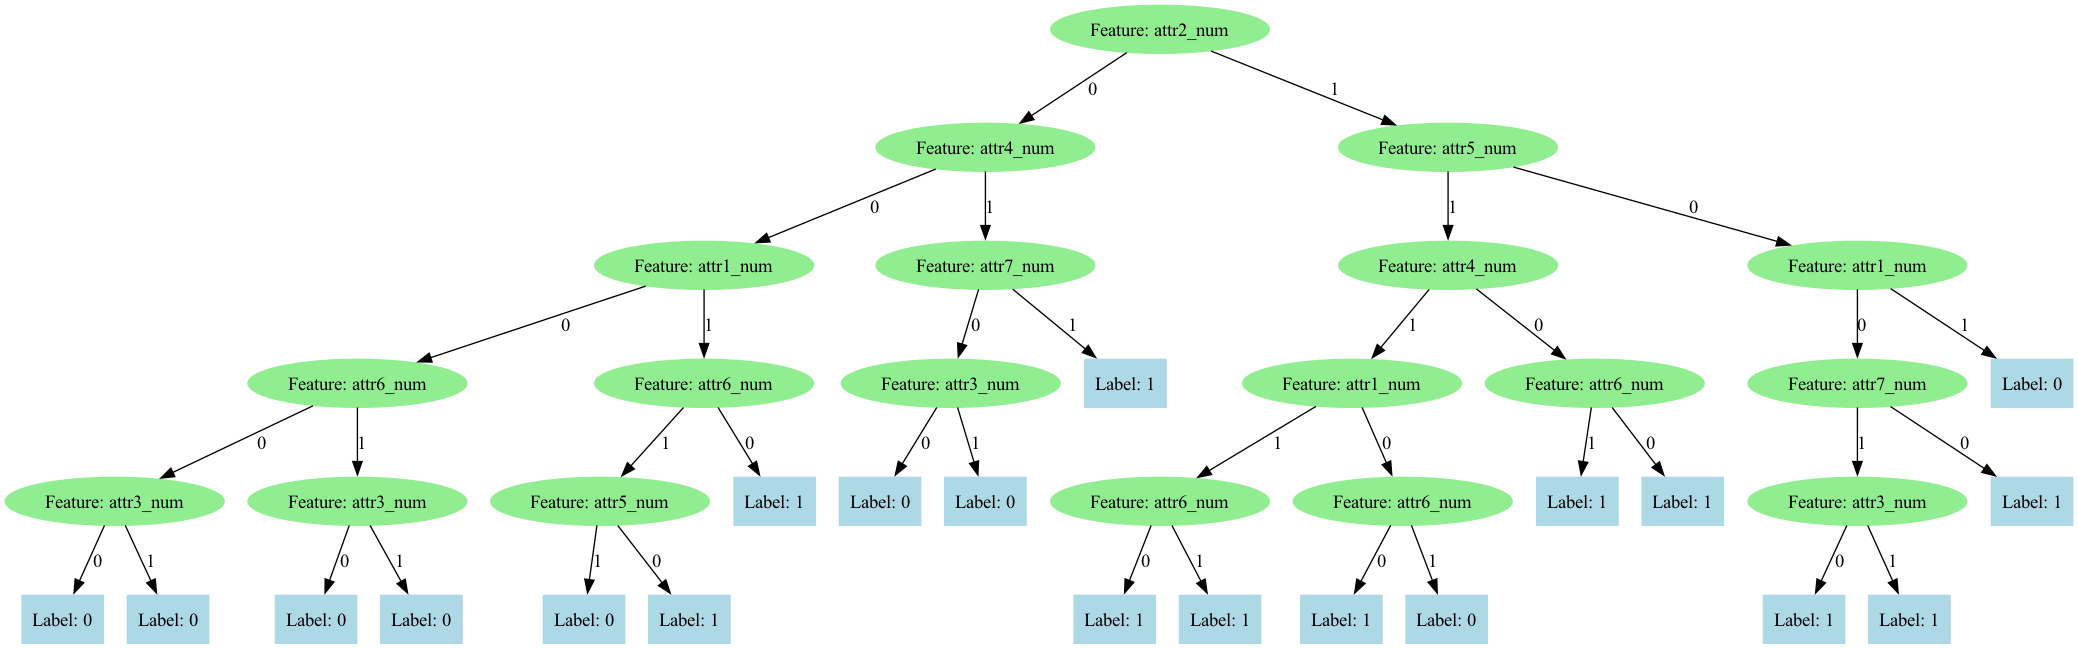 Feature: attr2_num
0
1
Feature: attr4_num
Feature: attr5_num
0
1
1
0
Feature: attr1_num
Feature: attr7_num
Feature: attr4_num
Feature: attr1_num
0
1
0
1
1
0
0
1
Feature: attr6_num
Feature: attr6_num
Feature: attr3_num
Label: 1
Feature: attr1_num
Feature: attr6_num
Feature: attr7_num
Label: 0
0
1
1
0
0
1
1
0
1
0
1
0
Feature: attr3_num
Feature: attr3_num
Feature: attr5_num
Label: 1
Label: 0
Label: 0
Feature: attr6_num
Feature: attr6_num
Label: 1
Label: 1
Feature: attr3_num
Label: 1
0
1
0
1
1
0
0
1
0
1
0
1
Label: 0
Label: 0
Label: 0
Label: 0
Label: 0
Label: 1
Label: 1
Label: 1
Label: 1
Label: 0
Label: 1
Label: 1